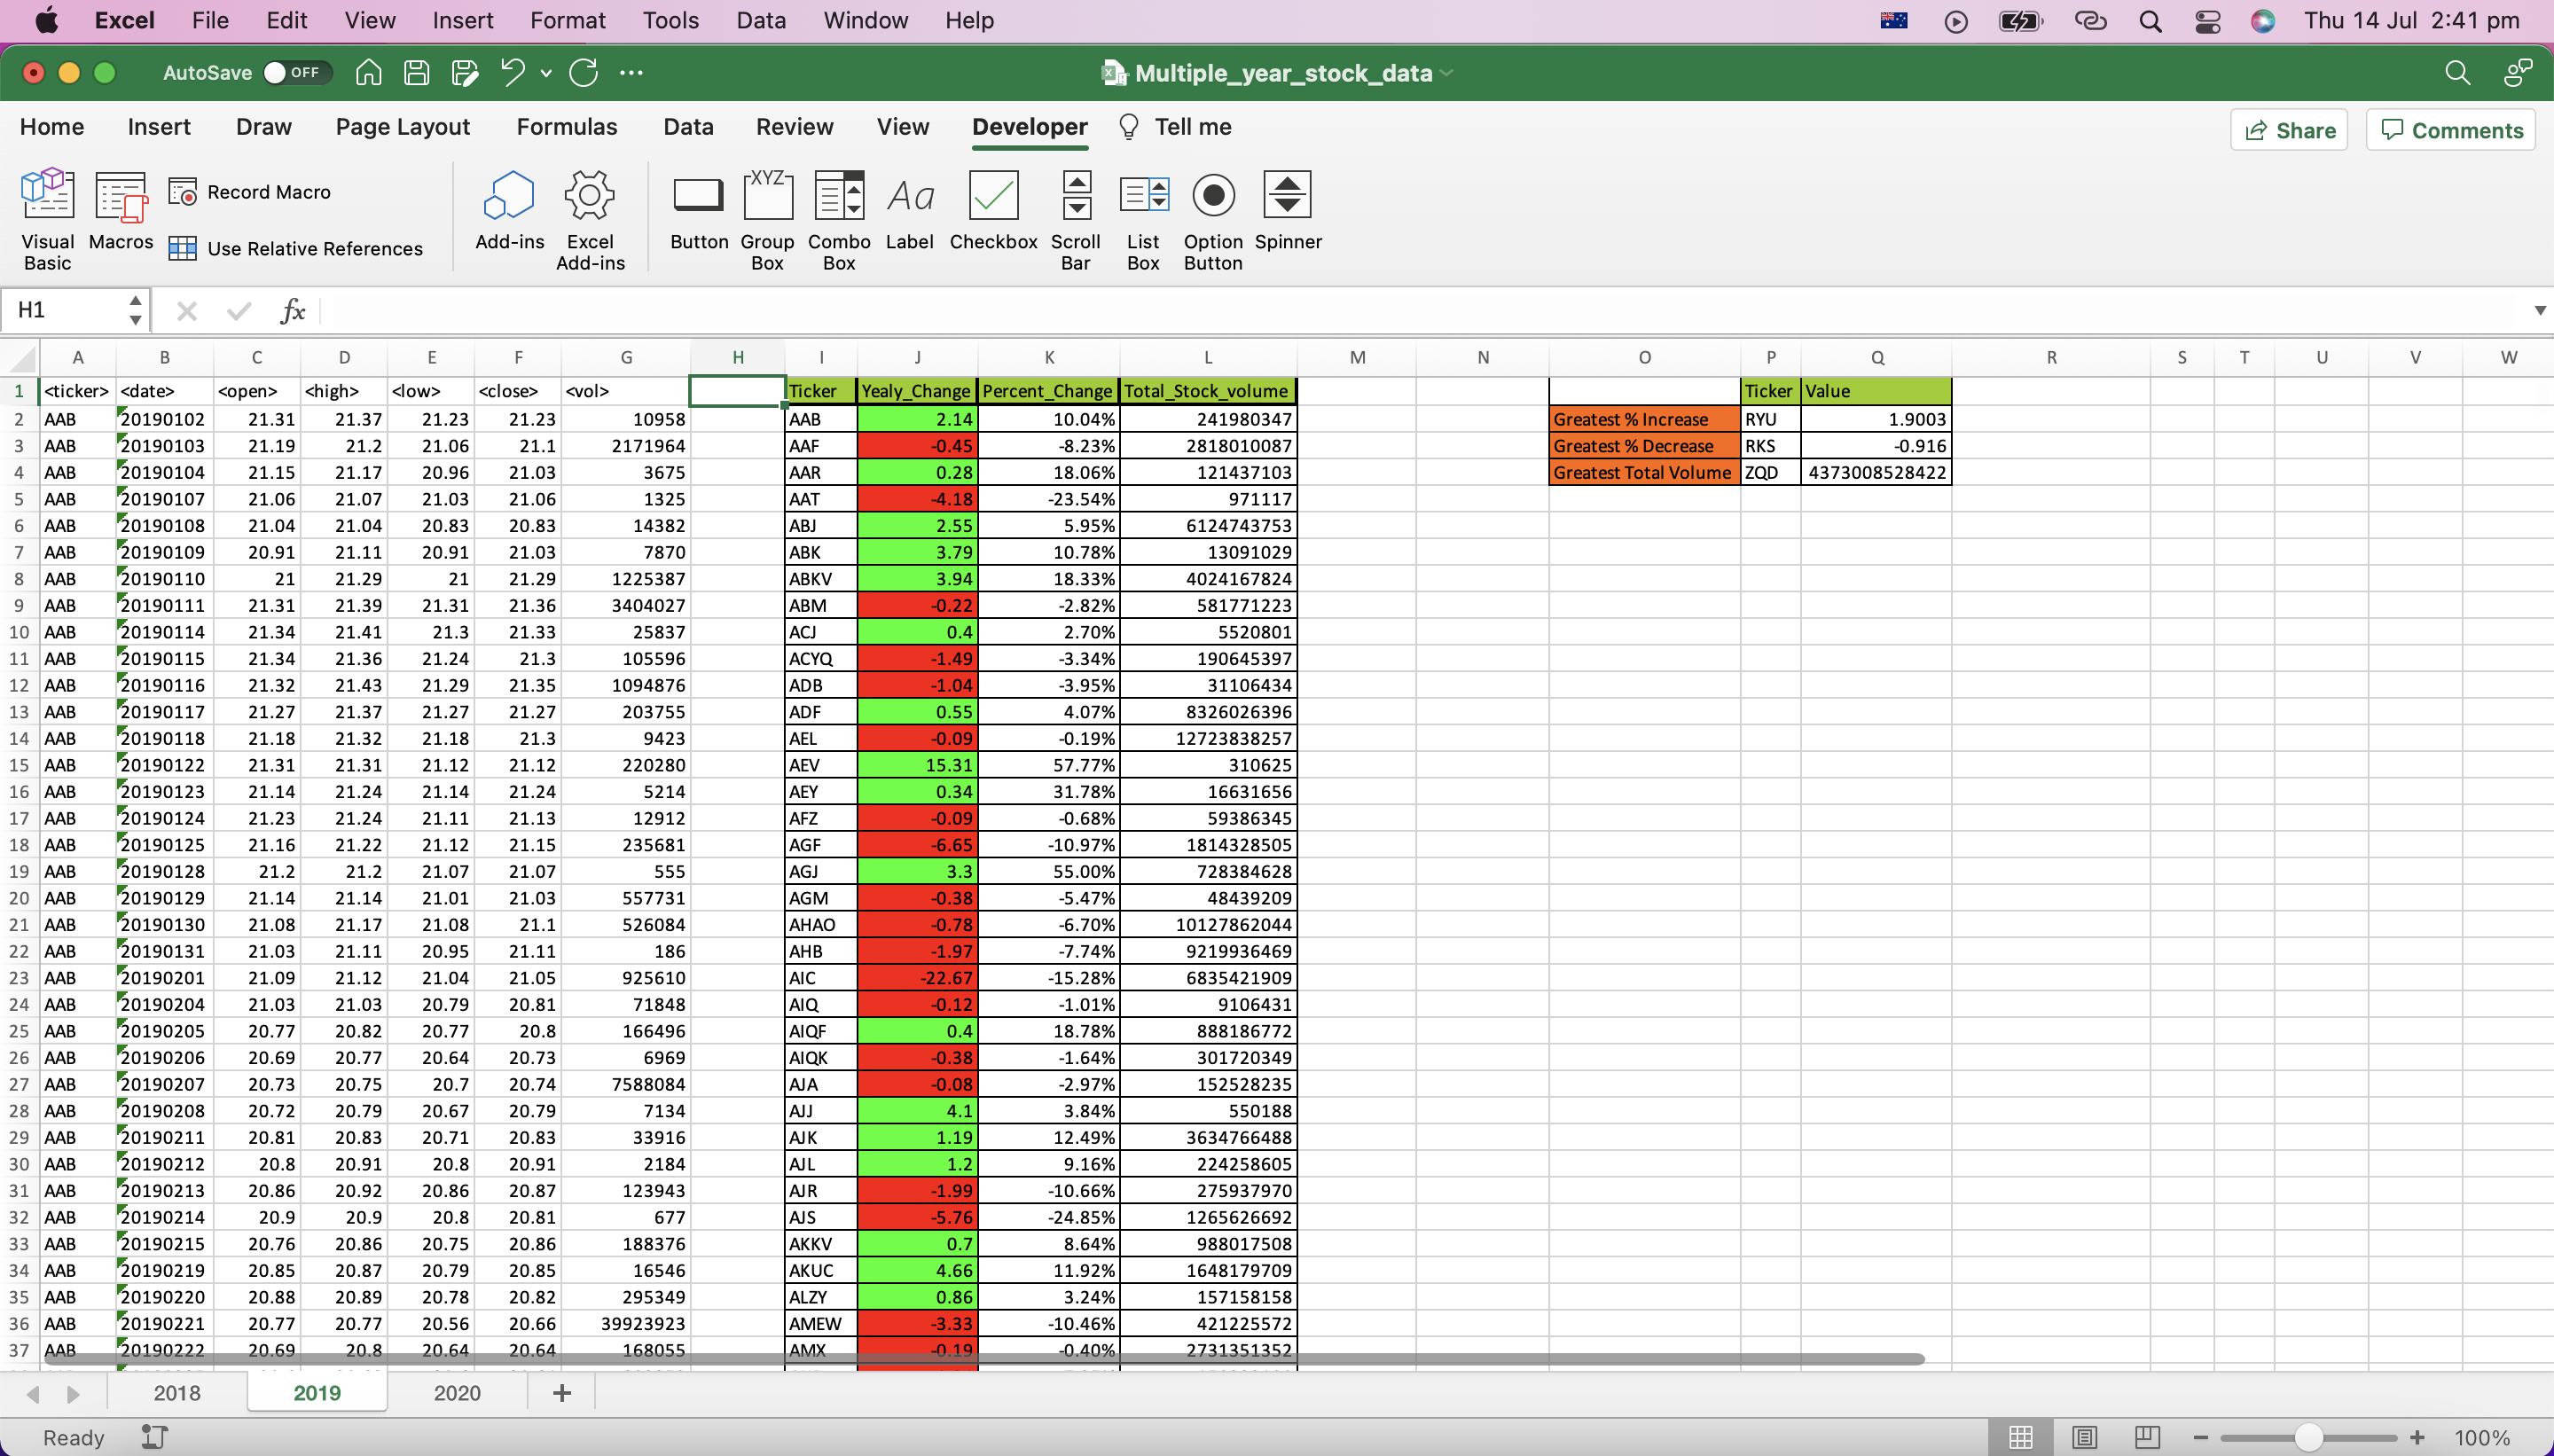 Excel File Edit View Insert Format Tools Data Window Help Thu 14 Jul 2:41 pm
AutoSave OFF Multiple_year_stock_data
Home Insert Draw Page Layout Formulas Data Review View Developer Tell me Share Comments
Visual Basic Macros Record Macro Use Relative References Add-ins Excel Add-ins Button XYZ Group Box Combo Box Aa Label Checkbox Scroll Bar List Box Option Button Spinner
H1 fx
A B C D E F G H I J K L M N O P Q R S T U V W
1 <ticker> <date> <open> <high> <low> <close> <vol> Ticker Yealy_Change Percent_Change Total_Stock_volume Ticker Value
2 AAB 20190102 21.31 21.37 21.23 21.23 10958 AAB 2.14 10.04% 241980347 Greatest % Increase RYU 1.9003
3 AAB 20190103 21.19 21.2 21.06 21.1 2171964 AAF -0.45 -8.23% 2818010087 Greatest % Decrease RKS -0.916
4 AAB 20190104 21.15 21.17 20.96 21.03 3675 AAR 0.28 18.06% 121437103 Greatest Total Volume ZQD 4373008528422
5 AAB 20190107 21.06 21.07 21.03 21.06 1325 AAT -4.18 -23.54% 971117
6 AAB 20190108 21.04 21.04 20.83 20.83 14382 ABJ 2.55 5.95% 6124743753
7 AAB 20190109 20.91 21.11 20.91 21.03 7870 ABK 3.79 10.78% 13091029
8 AAB 20190110 21 21.29 21 21.29 1225387 ABKV 3.94 18.33% 4024167824
9 AAB 20190111 21.31 21.39 21.31 21.36 3404027 ABM -0.22 -2.82% 581771223
10 AAB 20190114 21.34 21.41 21.3 21.33 25837 ACJ 0.4 2.70% 5520801
11 AAB 20190115 21.34 21.36 21.24 21.3 105596 ACYQ -1.49 -3.34% 190645397
12 AAB 20190116 21.32 21.43 21.29 21.35 1094876 ADB -1.04 -3.95% 31106434
13 AAB 20190117 21.27 21.37 21.27 21.27 203755 ADF 0.55 4.07% 8326026396
14 AAB 20190118 21.18 21.32 21.18 21.3 9423 AEL -0.09 -0.19% 12723838257
15 AAB 20190122 21.31 21.31 21.12 21.12 220280 AEV 15.31 57.77% 310625
16 AAB 20190123 21.14 21.24 21.14 21.24 5214 AEY 0.34 31.78% 16631656
17 AAB 20190124 21.23 21.24 21.11 21.13 12912 AFZ -0.09 -0.68% 59386345
18 AAB 20190125 21.16 21.22 21.12 21.15 235681 AGF -6.65 -10.97% 1814328505
19 AAB 20190128 21.2 21.2 21.07 21.07 555 AGJ 3.3 55.00% 728384628
20 AAB 20190129 21.14 21.14 21.01 21.03 557731 AGM -0.38 -5.47% 48439209
21 AAB 20190130 21.08 21.17 21.08 21.1 526084 AHAO -0.78 -6.70% 10127862044
22 AAB 20190131 21.03 21.11 20.95 21.11 186 AHB -1.97 -7.74% 9219936469
23 AAB 20190201 21.09 21.12 21.04 21.05 925610 AIC -22.67 -15.28% 6835421909
24 AAB 20190204 21.03 21.03 20.79 20.81 71848 AIQ -0.12 -1.01% 9106431
25 AAB 20190205 20.77 20.82 20.77 20.8 166496 AIQF 0.4 18.78% 888186772
26 AAB 20190206 20.69 20.77 20.64 20.73 6969 AIQK -0.38 -1.64% 301720349
27 AAB 20190207 20.73 20.75 20.7 20.74 7588084 AJA -0.08 -2.97% 152528235
28 AAB 20190208 20.72 20.79 20.67 20.79 7134 AJJ 4.1 3.84% 550188
29 AAB 20190211 20.81 20.83 20.71 20.83 33916 AJK 1.19 12.49% 3634766488
30 AAB 20190212 20.8 20.91 20.8 20.91 2184 AJL 1.2 9.16% 224258605
31 AAB 20190213 20.86 20.92 20.86 20.87 123943 AJR -1.99 -10.66% 275937970
32 AAB 20190214 20.9 20.9 20.8 20.81 677 AJS -5.76 -24.85% 1265626692
33 AAB 20190215 20.76 20.86 20.75 20.86 188376 AKKV 0.7 8.64% 988017508
34 AAB 20190219 20.85 20.87 20.79 20.85 16546 AKUC 4.66 11.92% 1648179709
35 AAB 20190220 20.88 20.89 20.78 20.82 295349 ALZY 0.86 3.24% 157158158
36 AAB 20190221 20.77 20.77 20.56 20.66 39923923 AMEW -3.33 -10.46% 421225572
37 AAB 20190222 20.69 20.8 20.64 20.64 168055 AMX -0.19 -0.40% 2731351352
2018 2019 2020 +
Ready 100%